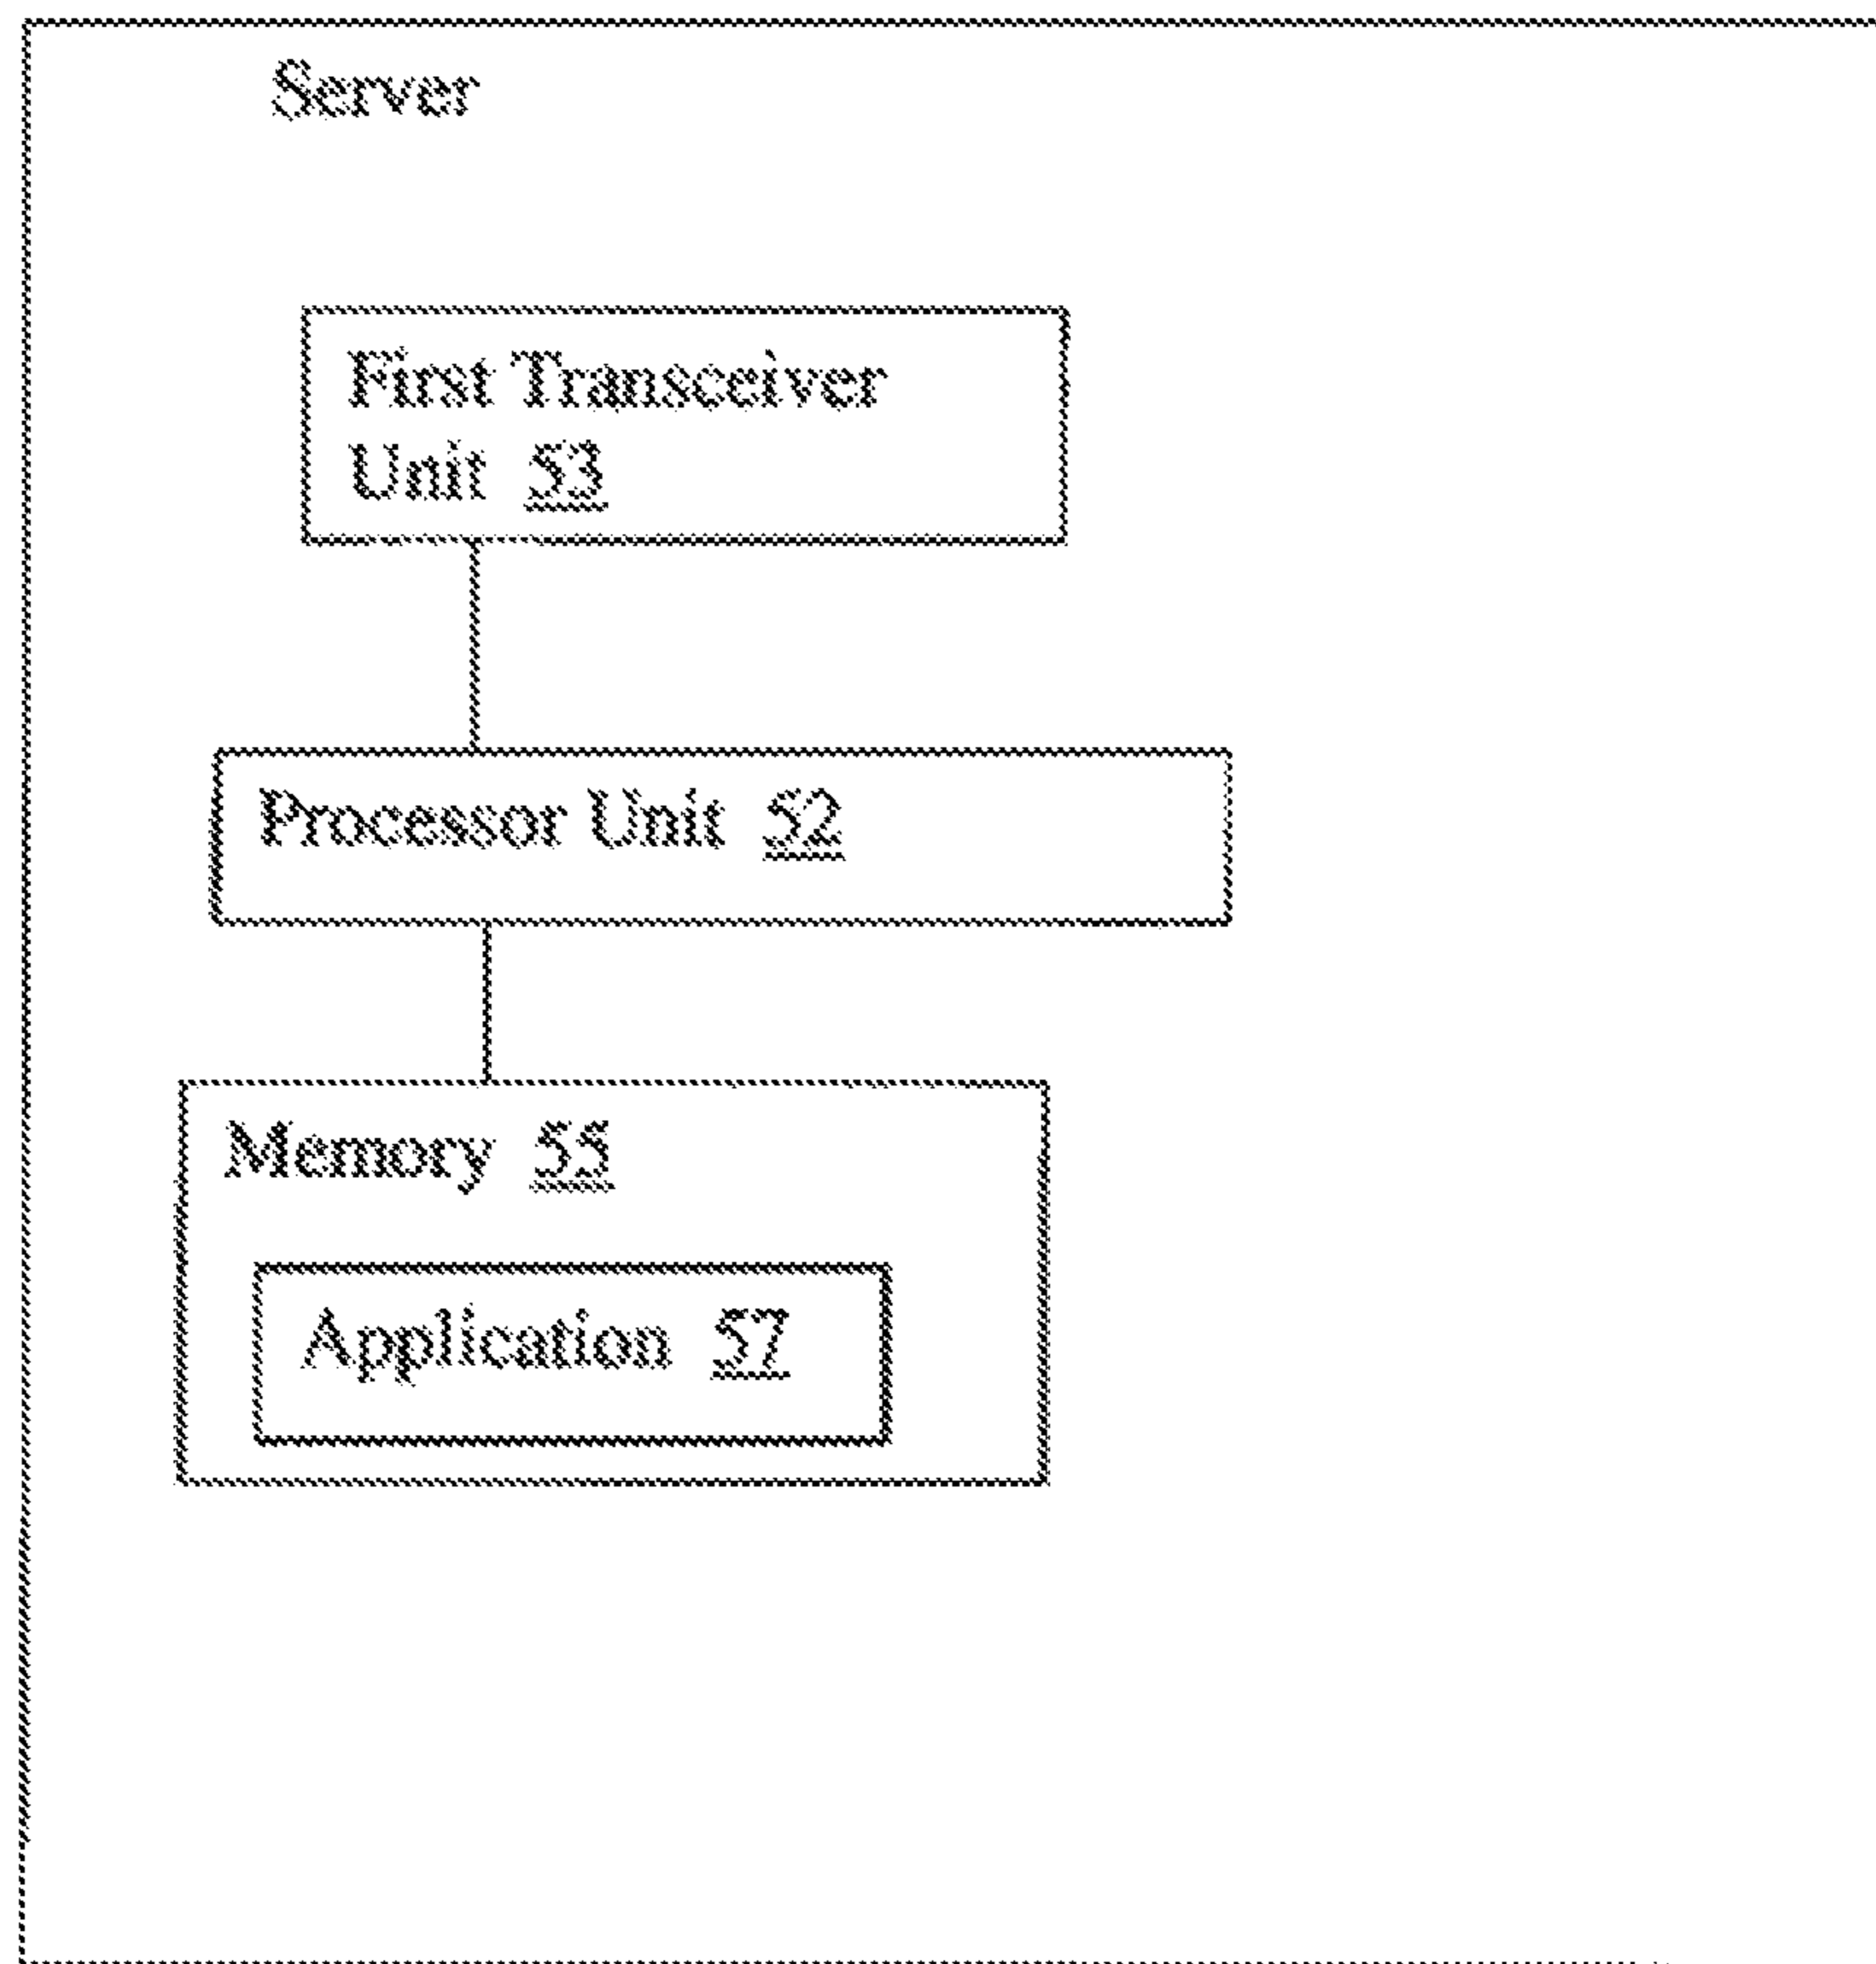 Server
First Transceiver
Unit 53
Processor Unit 52
Memory 55
Application 57